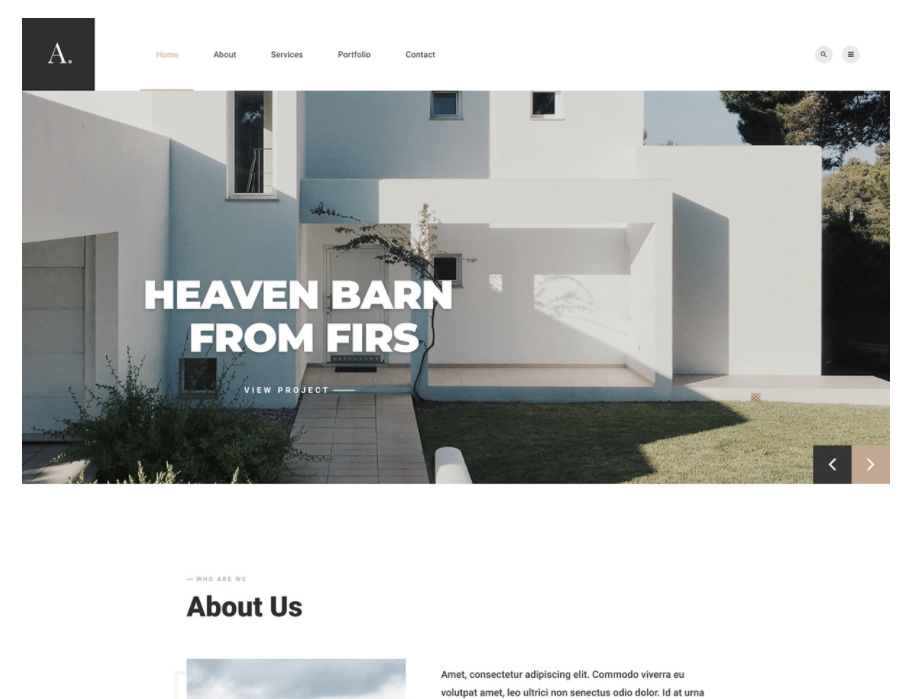 A.
Home About Services Portfolio Contact
HEAVEN BARN
FROM FIRS
VIEW PROJECT
— WHO ARE WE
About Us
Amet, consectetur adipiscing elit. Commodo viverra eu
volutpat amet, leo ultrici non senectus odio dolor. Id at urna